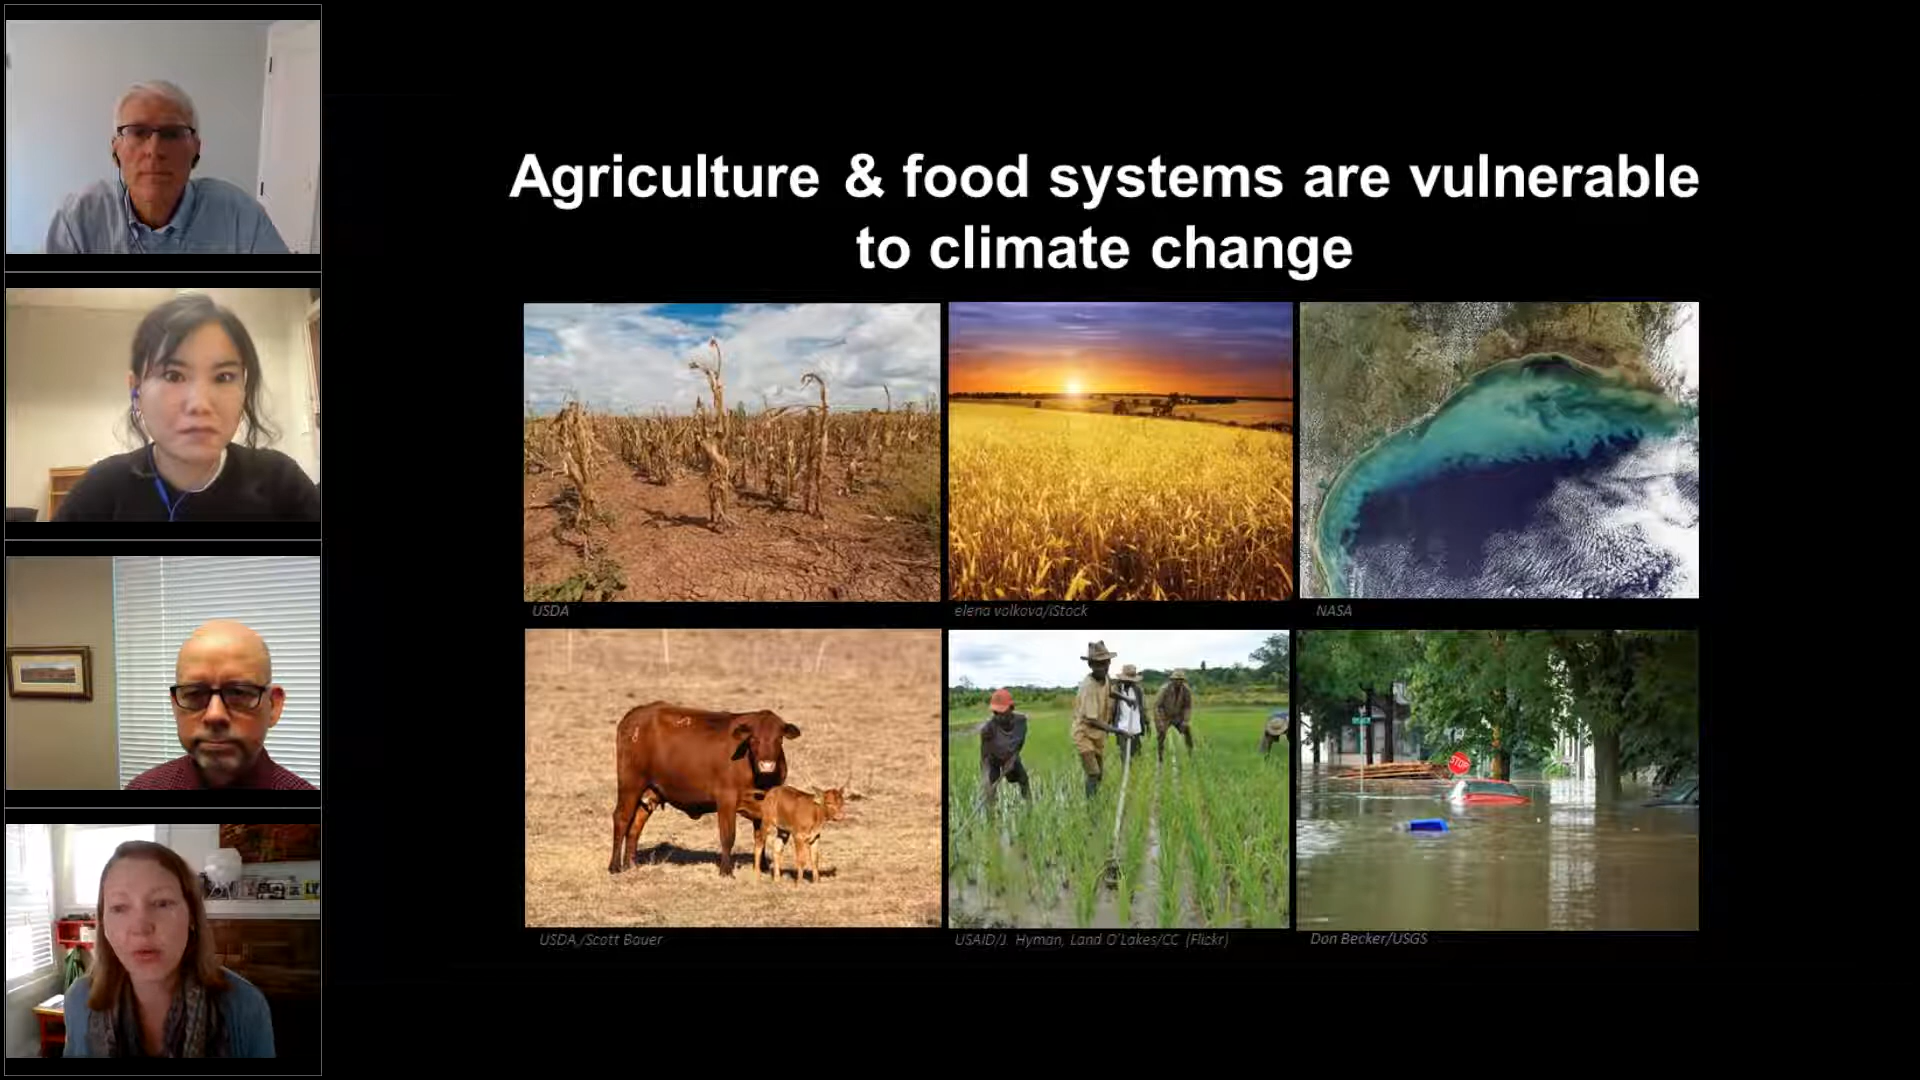 Agriculture & food systems are vulnerable
to climate change
USDA
elena volkova/iStock
NASA
STOP
USDA,/Scott Bauer
USAID/J. Hyman, Land O'Lakes/CC (Flickr)
Don Becker/USGS